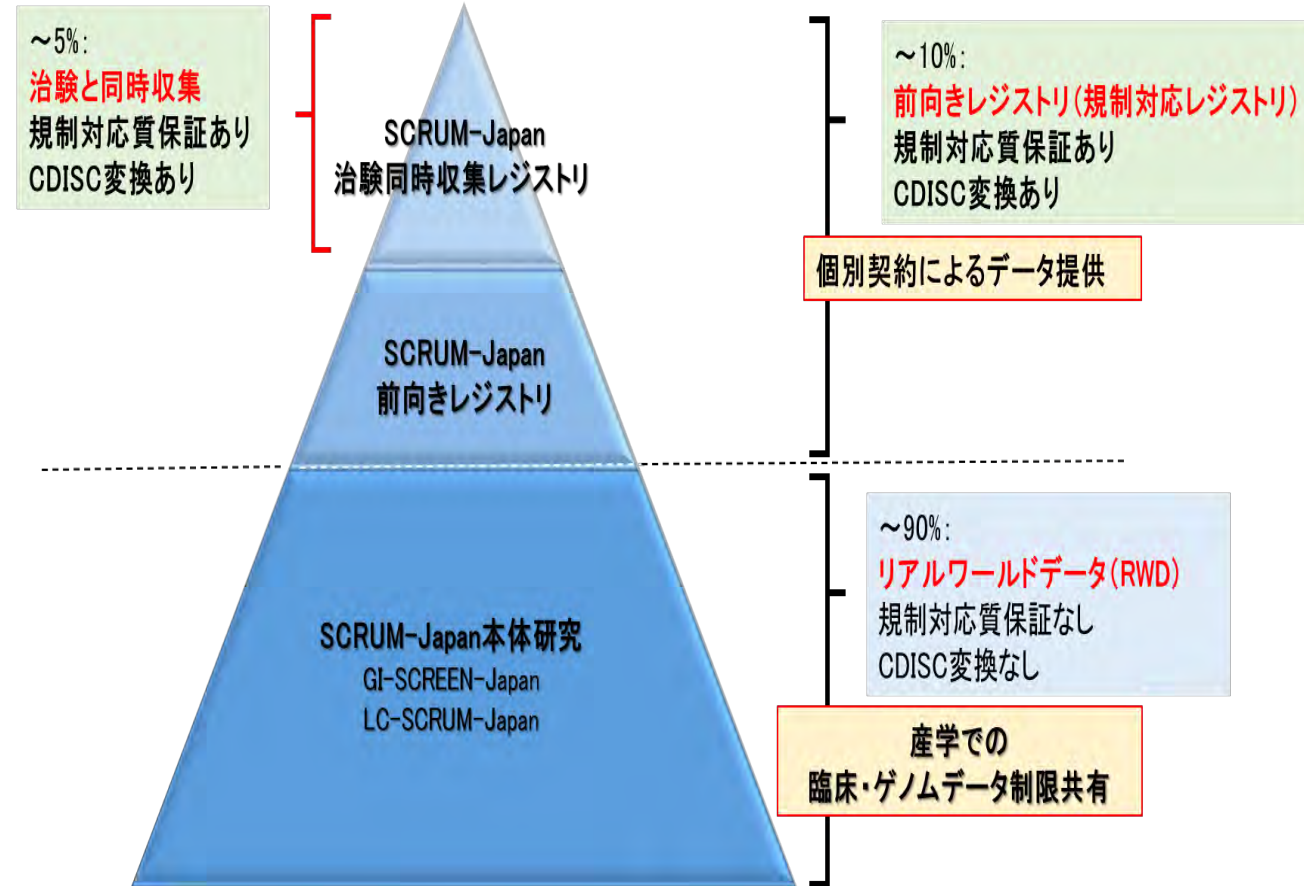 ~5%:
治験と同時収集
規制対応質保証あり
CDISC変換あり
SCRUM-Japan
治験同時収集レジストリ
~10%:
前向きレジストリ(規制対応レジストリ)
規制対応質保証あり
CDISC変換あり
個別契約によるデータ提供
SCRUM-Japan
前向きレジストリ
~90%:
リアルワールドデータ(RWD)
規制対応質保証なし
CDISC変換なし
SCRUM-Japan本体研究
GI-SCREEN-Japan
LC-SCRUM-Japan
産学での
臨床・ゲノムデータ制限共有